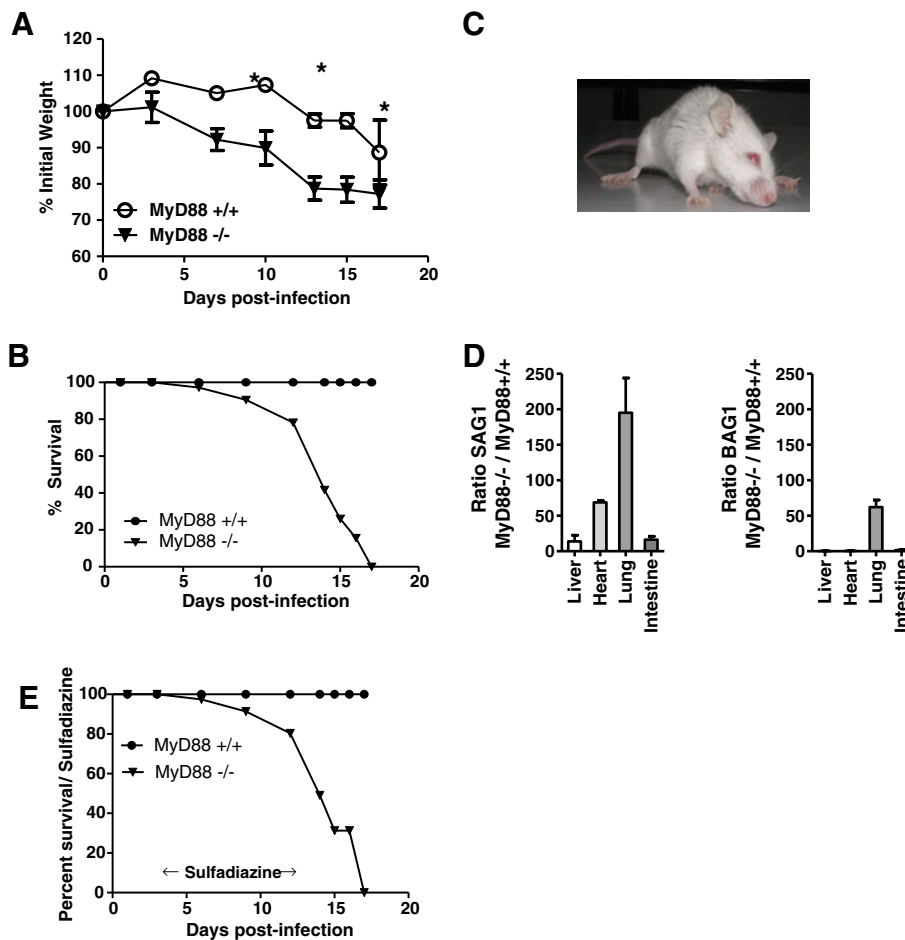 A
120
110
100
90
80
70
60
% Initial Weight
*
*
*
MyD88 +/+
MyD88 -/-
0
5
10
15
20
Days post-infection
C
B
100
80
60
40
20
0
% Survival
MyD88 +/+
MyD88 -/-
0
5
10
15
20
Days post-infection
D
Ratio SAG1
MyD88-/- / MyD88+/+
250
200
150
100
50
0
Liver
Heart
Lung
Intestine
Ratio BAG1
MyD88-/- / MyD88+/+
250
200
150
100
50
0
Liver
Heart
Lung
Intestine
E
Percent survival/ Sulfadiazine
100
80
60
40
20
0
MyD88 +/+
MyD88 -/-
← Sulfadiazine →
0
5
10
15
20
Days post-infection